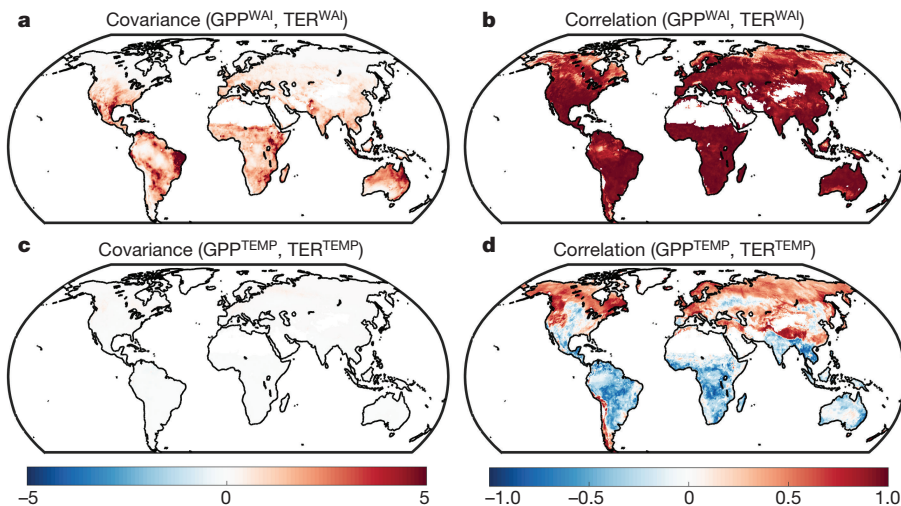 a Covariance (GPP^WAI, TER^WAI)
b Correlation (GPP^WAI, TER^WAI)
c Covariance (GPP^TEMP, TER^TEMP)
d Correlation (GPP^TEMP, TER^TEMP)
−5 0 5
−1.0 −0.5 0 0.5 1.0